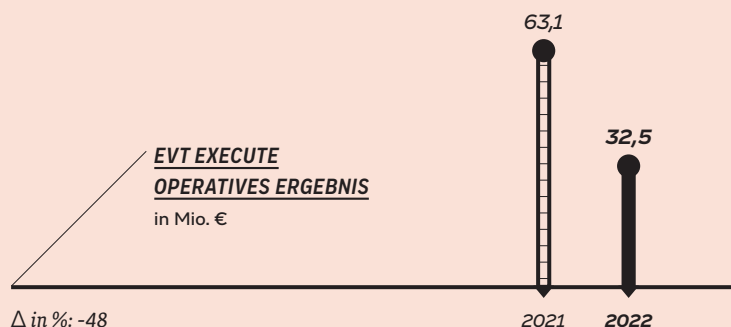 63,1
32,5
EVT EXECUTE
OPERATIVES ERGEBNIS
in Mio. €
Δ in %: -48
2021
2022